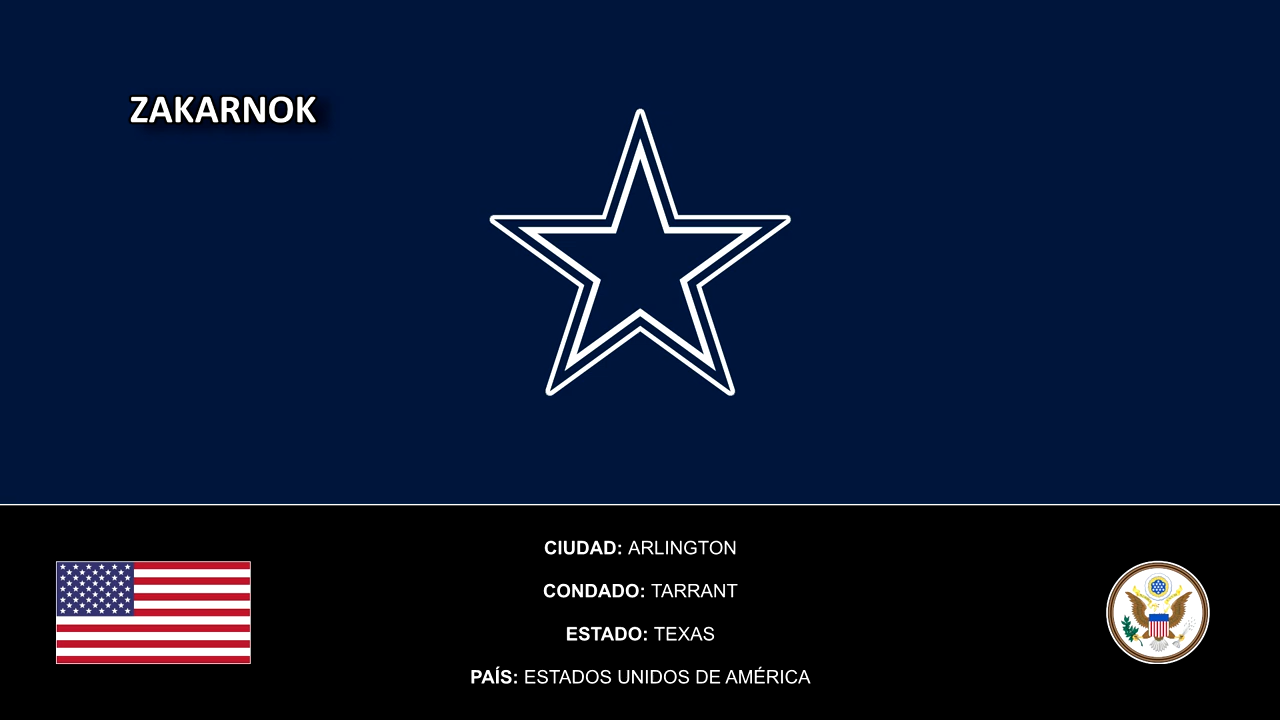 ZAKARNOK
CIUDAD: ARLINGTON
CONDADO: TARRANT
ESTADO: TEXAS
PAÍS: ESTADOS UNIDOS DE AMÉRICA